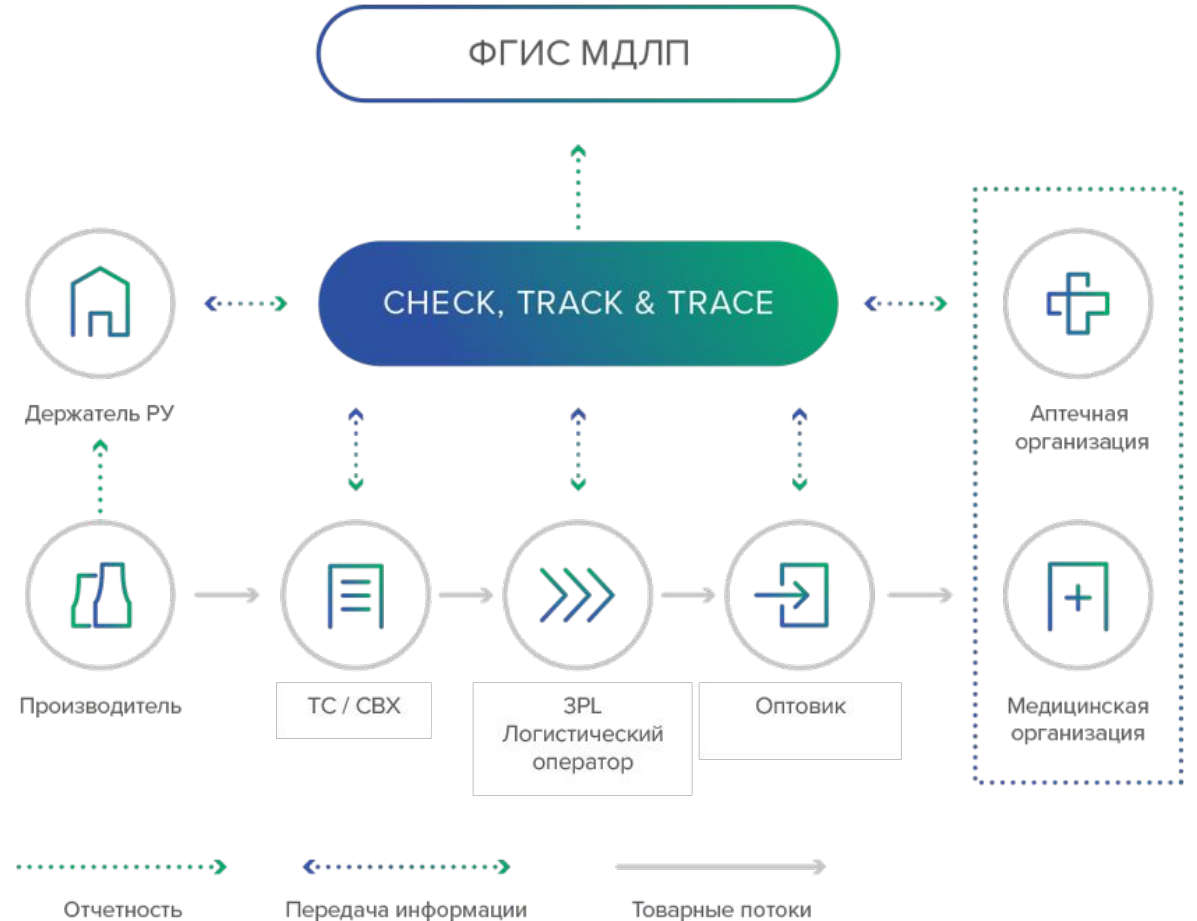 ФГИС МДЛП
CHECK, TRACK & TRACE
Держатель РУ
Аптечная
организация
Производитель
ТС / СВХ
3PL
Логистический
оператор
Оптовик
Медицинская
организация
Отчетность
Передача информации
Товарные потоки